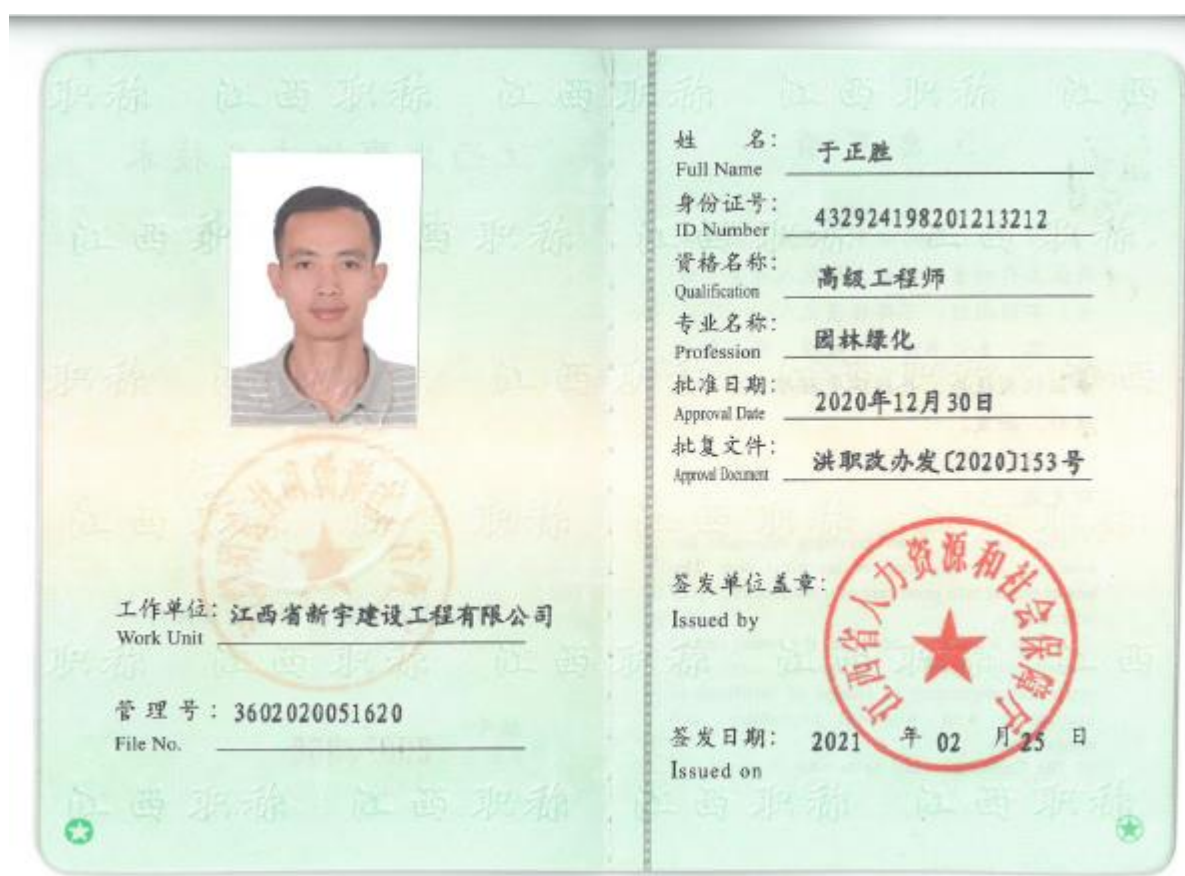 工作单位：江西省新宇建设工程有限公司
Work Unit
管 理 号：3602020051620
File No.
姓 名：于正胜
Full Name
身份证号：432924198201213212
ID Number
资格名称：高级工程师
Qualification
专业名称：园林绿化
Profession
批准日期：2020年12月30日
Approval Date
批复文件：洪职改办发〔2020〕153号
Approval Document
签发单位盖章：
Issued by
江西省人力资源和社会保障厅
签发日期：2021 年 02 月 25 日
Issued on
江西职称